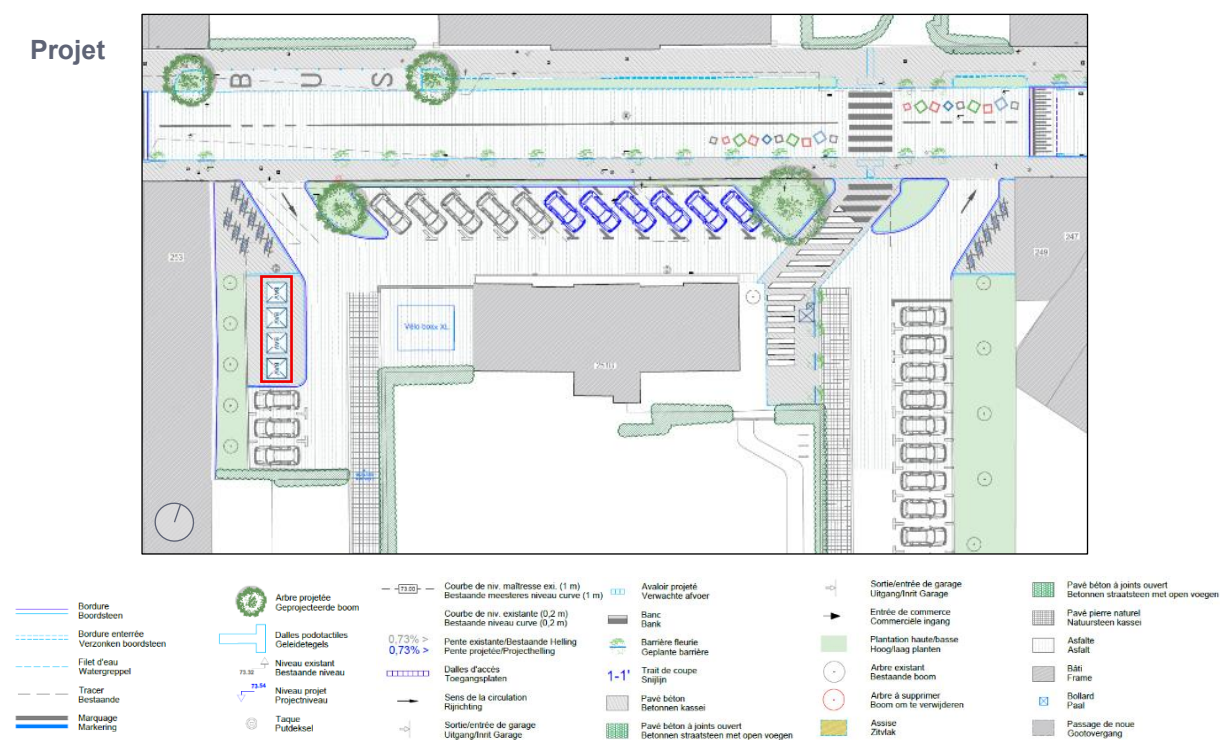 Projet
BUS
253
249
247
Vélo boxx XL
Bordure
Boordsteen
Bordure enterrée
Verzonken boordsteen
Filet d'eau
Watergreppel
Tracer
Bestaande
Marquage
Markering
Arbre projetée
Geprojecteerde boom
Dalles podotactiles
Geleidetegels
Niveau existant
Bestaande niveau
Niveau projet
Projectniveau
73.54
Taque
Putdeksel
73.00
Courbe de niv. maîtresse exi. (1 m)
Bestaande meesteres niveau curve (1 m)
Courbe de niv. existante (0,2 m)
Bestaande niveau curve (0,2 m)
0,73% >
Pente existante/Bestaande Helling
0,73% >
Pente projetée/Projecthelling
Dalles d'accès
Toegangsplaten
Sens de la circulation
Rijrichting
Sortie/entrée de garage
Uitgang/Inrit Garage
Avaloir projeté
Verwachte afvoer
Banc
Bank
Barrière fleurie
Geplante barrière
1-1'
Trait de coupe
Snijlijn
Pavé béton
Betonnen kassei
Pavé béton à joints ouvert
Betonnen straatsteen met open voegen
Sortie/entrée de garage
Uitgang/Inrit Garage
Entrée de commerce
Commerciële ingang
Plantation haute/basse
Hoog/laag planten
Arbre existant
Bestaande boom
Arbre à supprimer
Boom om te verwijderen
Assise
Zitvlak
Pavé béton à joints ouvert
Betonnen straatsteen met open voegen
Pavé pierre naturel
Natuursteen kassei
Asfalte
Asfalt
Bâti
Frame
Bollard
Paal
Passage de noue
Gootovergang